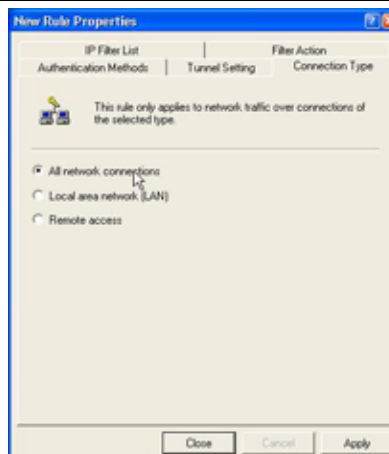 New Rule Properties
IP Filter List Filter Action
Authentication Methods Tunnel Setting Connection Type
This rule only applies to network traffic over connections of
the selected type.
All network connections
Local area network (LAN)
Remote access
Close Cancel Apply